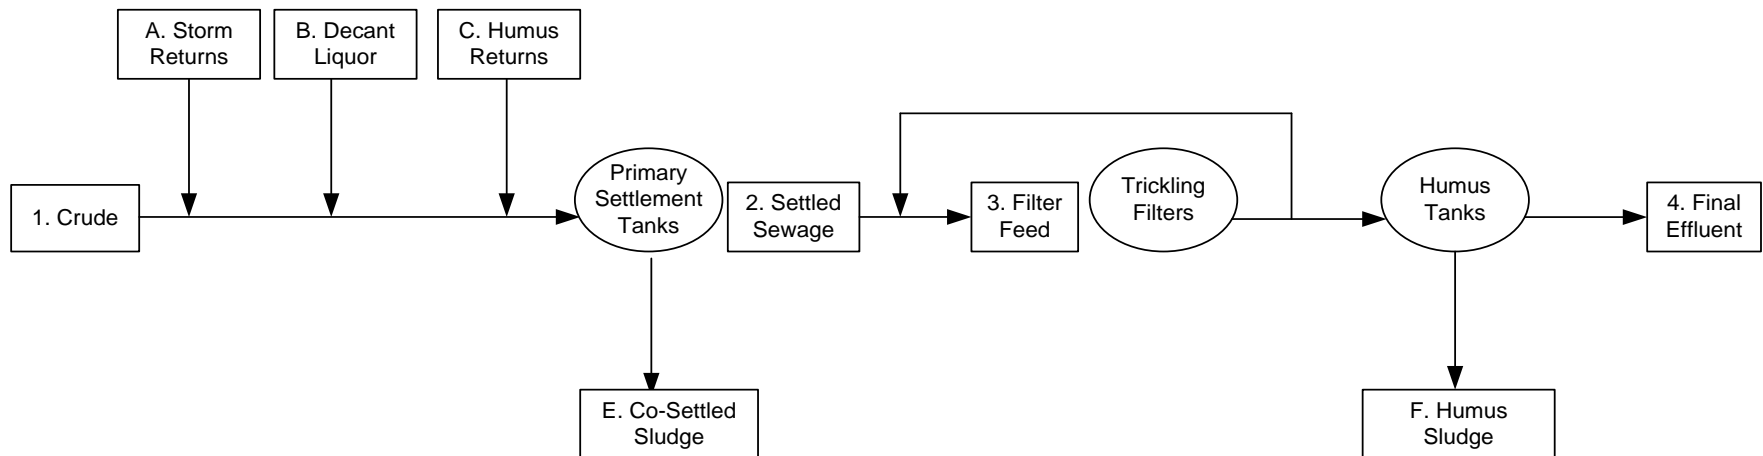 A. Storm
Returns
B. Decant
Liquor
C. Humus
Returns
1. Crude
Primary
Settlement
Tanks
2. Settled
Sewage
3. Filter
Feed
Trickling
Filters
Humus
Tanks
4. Final
Effluent
E. Co-Settled
Sludge
F. Humus
Sludge